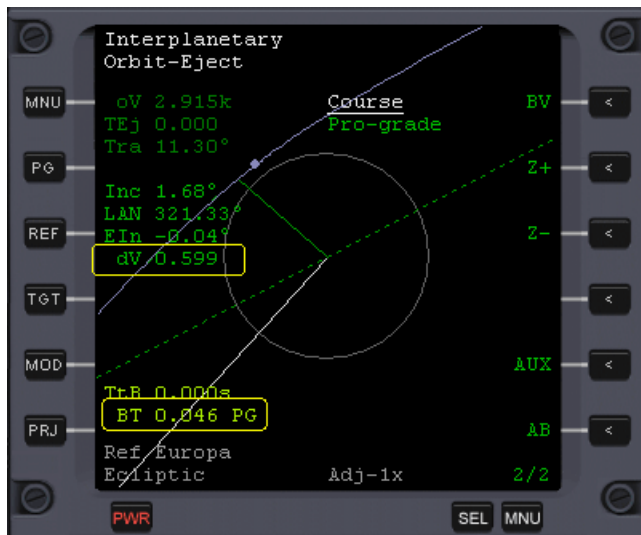 Interplanetary
Orbit-Eject
MNU
oV 2.915k
Course
BV
<
TEj 0.000
Pro-grade
Tra 11.30°
PG
Z+
<
Inc 1.68°
LAN 321.33°
REF
EIn -0.04°
Z-
<
dV 0.599
TGT
<
MOD
AUX
<
TtB 0.000s
BT 0.046 PG
PRJ
AB
<
Ref Europa
Ecliptic
Adj-1x
2/2
PWR
SEL
MNU